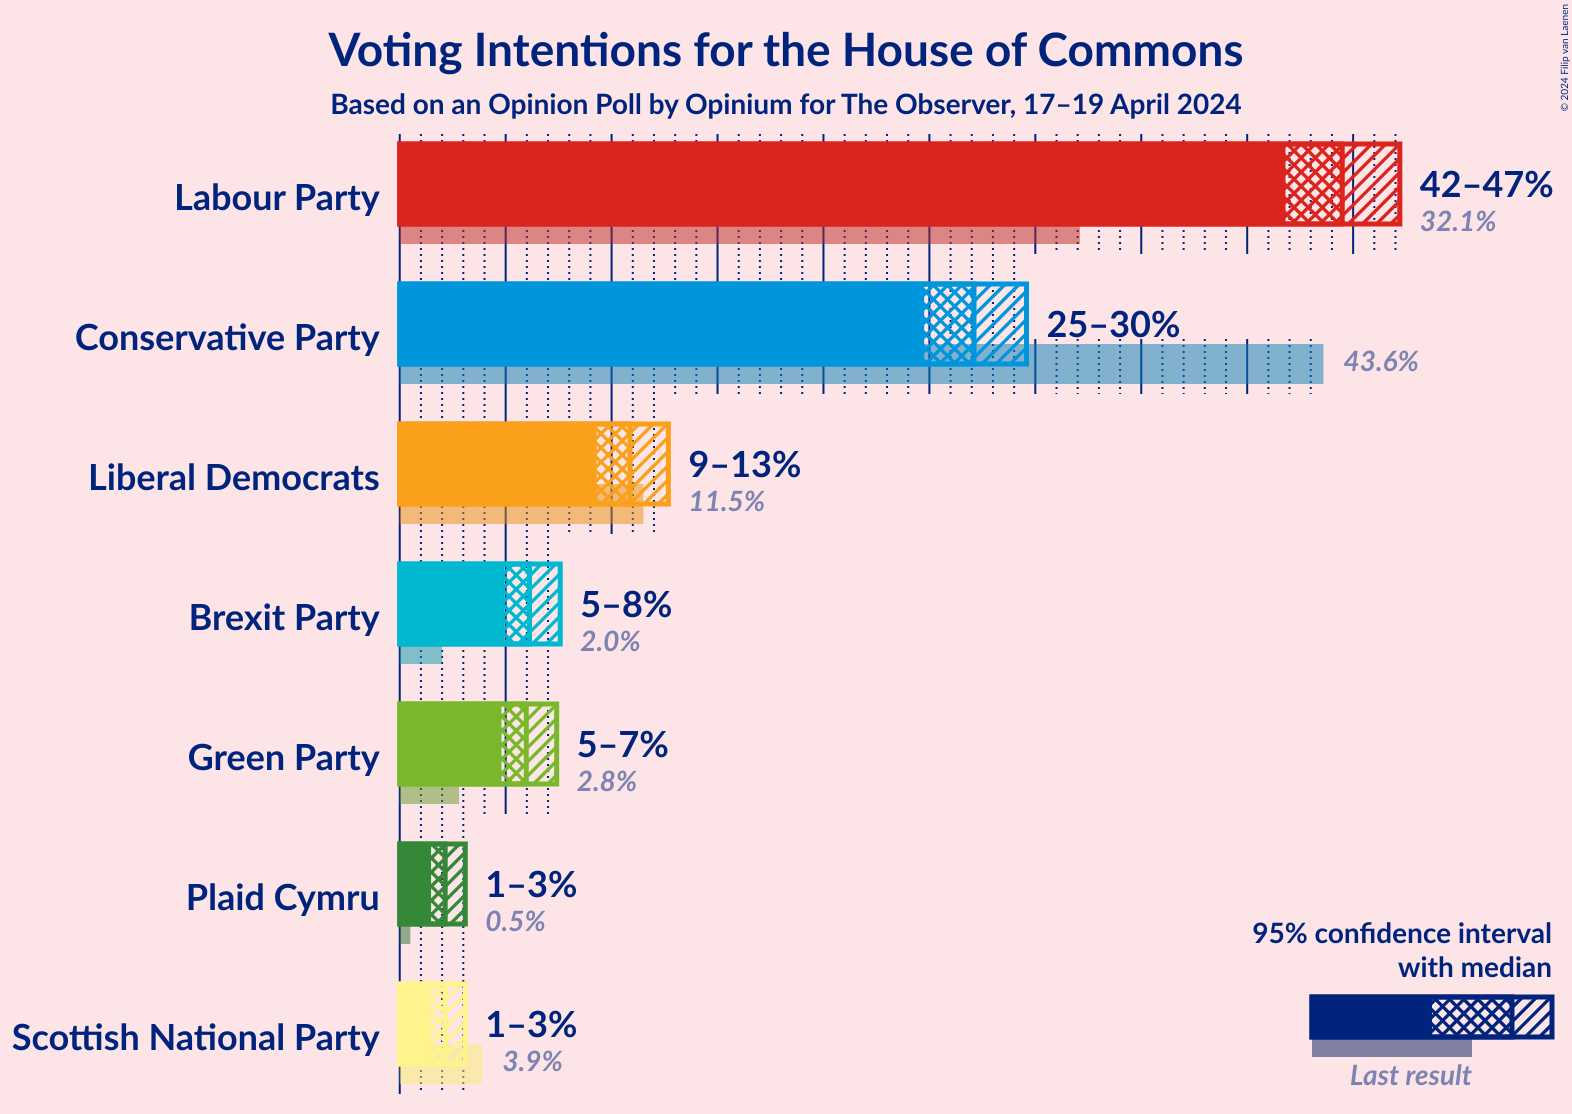 Voting Intentions for the House of Commons
Based on an Opinion Poll by Opinium for The Observer, 17–19 April 2024
© 2024 Filip van Laenen
Labour Party
42–47%
32.1%
Conservative Party
25–30%
43.6%
Liberal Democrats
9–13%
11.5%
Brexit Party
5–8%
2.0%
Green Party
5–7%
2.8%
Plaid Cymru
1–3%
0.5%
Scottish National Party
1–3%
3.9%
95% confidence interval
with median
Last result